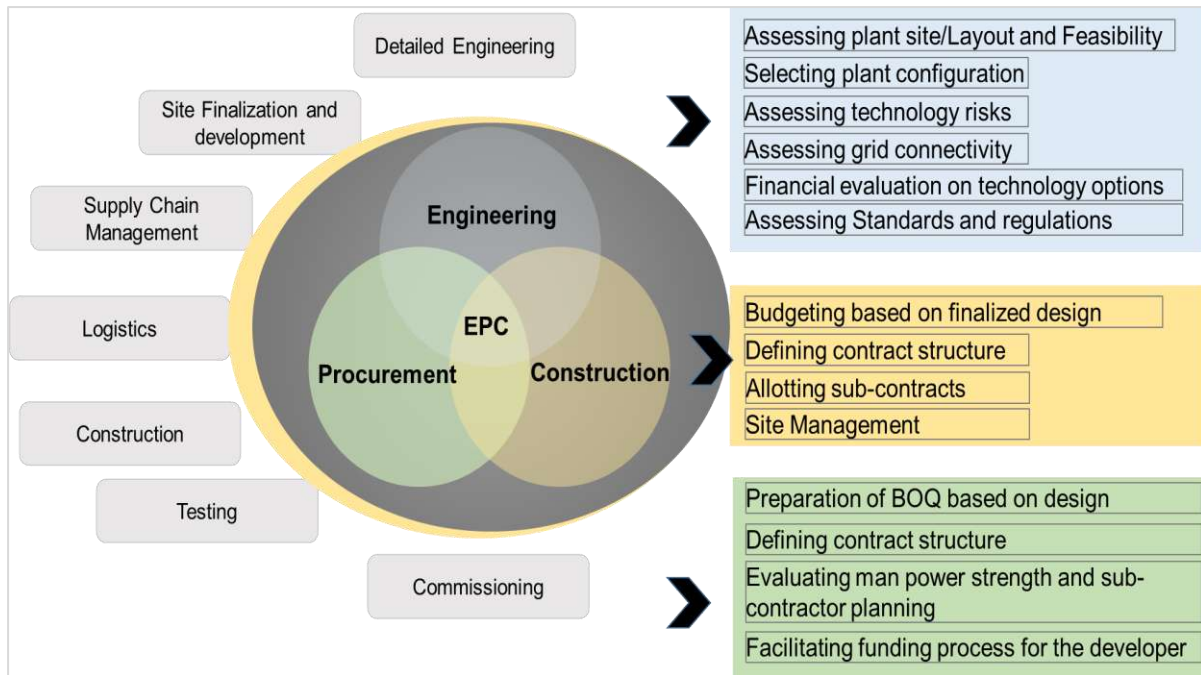 Detailed Engineering
Site Finalization and
development
Supply Chain
Management
Logistics
Construction
Testing
Commissioning
Engineering
EPC
Procurement
Construction
Assessing plant site/Layout and Feasibility
Selecting plant configuration
Assessing technology risks
Assessing grid connectivity
Financial evaluation on technology options
Assessing Standards and regulations
Budgeting based on finalized design
Defining contract structure
Allotting sub-contracts
Site Management
Preparation of BOQ based on design
Defining contract structure
Evaluating man power strength and sub-
contractor planning
Facilitating funding process for the developer